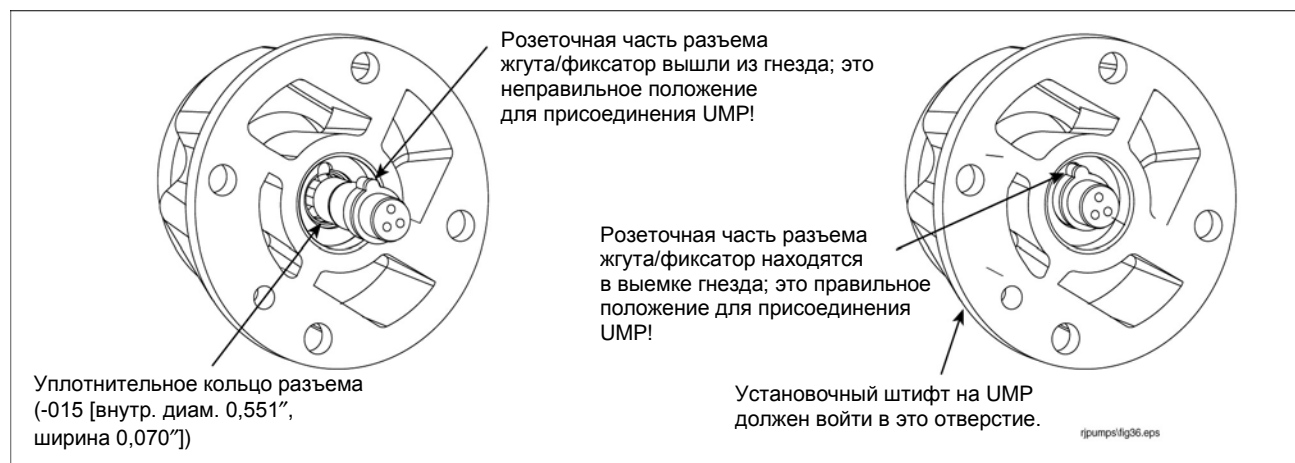 Розеточная часть разъема
жгута/фиксатор вышли из гнезда; это
неправильное положение
для присоединения UMP!
Уплотнительное кольцо разъема
(-015 [внутр. диам. 0,551″,
ширина 0,070″])
Розеточная часть разъема
жгута/фиксатор находятся
в выемке гнезда; это правильное
положение для присоединения
UMP!
Установочный штифт на UMP
должен войти в это отверстие.
rjpumps\fig36.eps